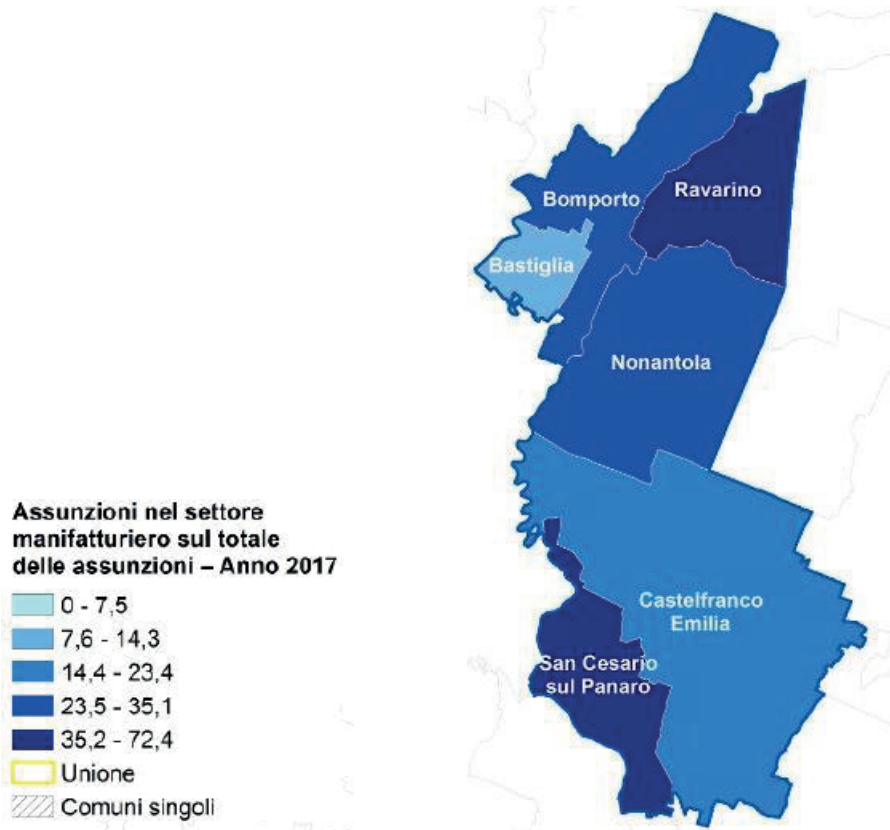 Ravarino
Bomporto
Bastiglia
Nonantola
Assunzioni nel settore
manifatturiero sul totale
delle assunzioni – Anno 2017
0 - 7,5
7,6 - 14,3
14,4 - 23,4
23,5 - 35,1
35,2 - 72,4
Unione
Comuni singoli
Castelfranco
Emilia
San Cesario
sul Panaro